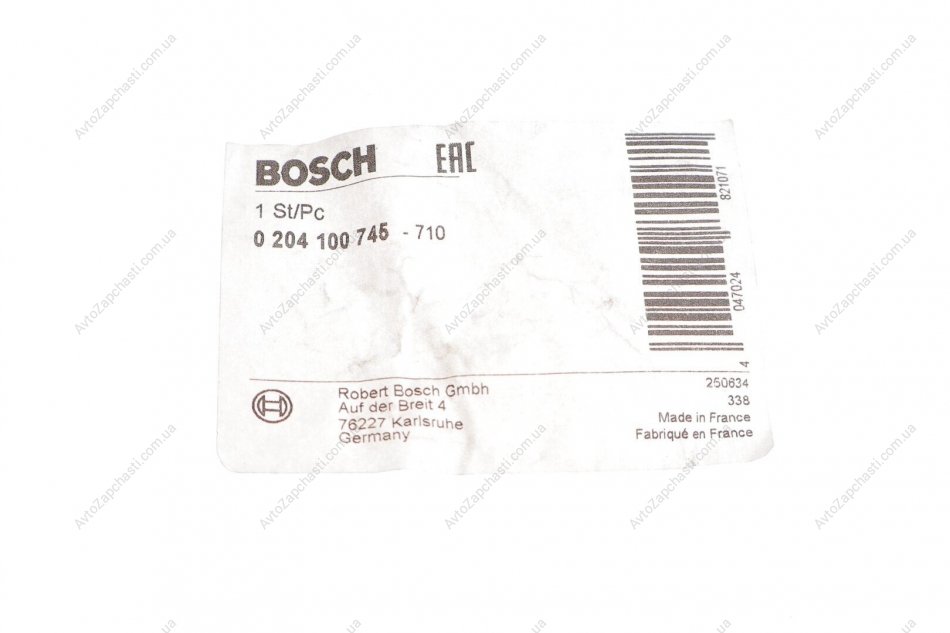 BOSCH EAC
1 St/Pc
0 204 100 745 - 710
4 047024 821071
Robert Bosch Gmbh
Auf der Breit 4
76227 Karlsruhe
Germany
250634
338
Made in France
Fabriqué en France
AvtoZapchasti.com.ua